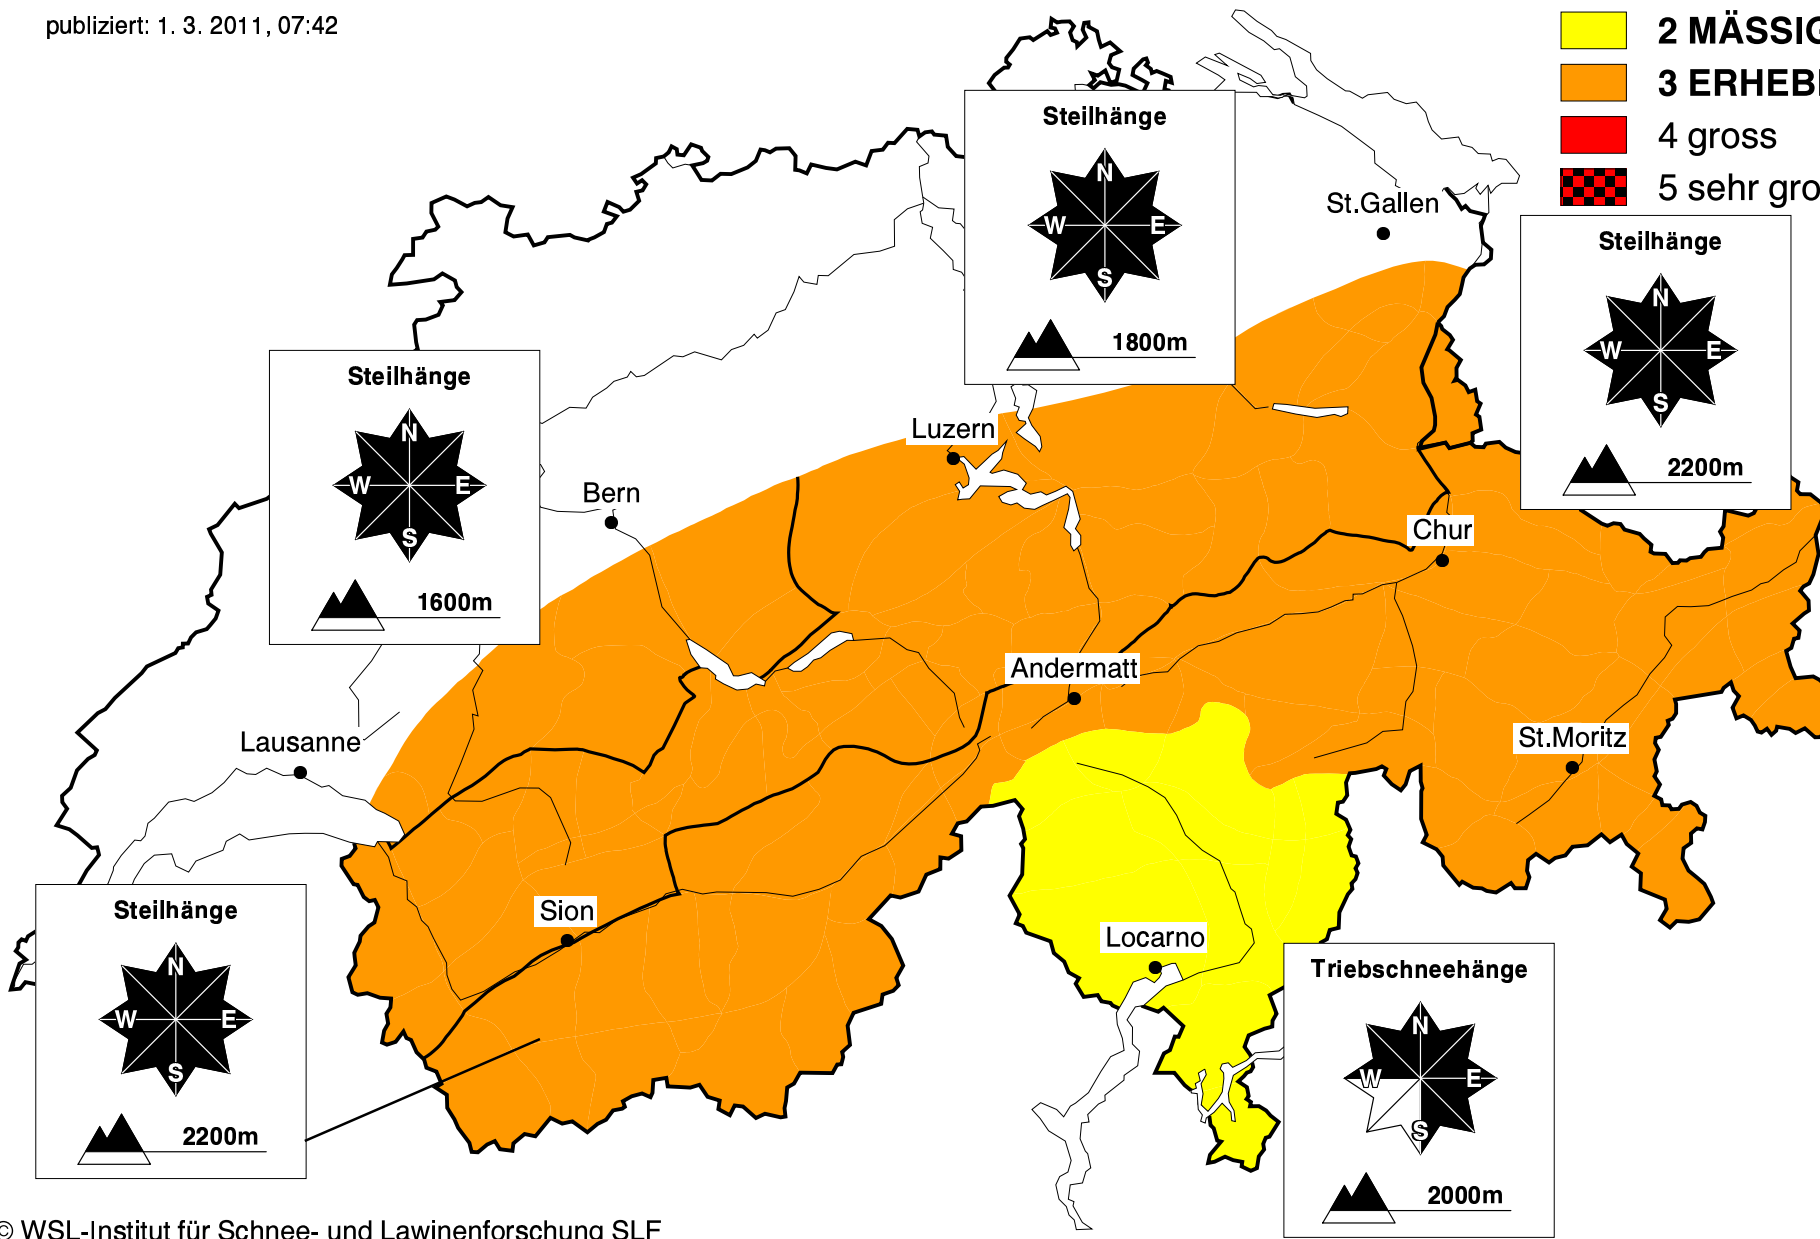 publiziert: 1. 3. 2011, 07:42
2 MÄSSIG
3 ERHEB
4 gross
5 sehr gro
Steilhänge
N
W E
S
1800m
St.Gallen
Steilhänge
N
W E
S
2200m
Steilhänge
N
W E
S
1600m
Luzern
Bern
Chur
Andermatt
St.Moritz
Lausanne
Steilhänge
N
W E
S
2200m
Sion
Locarno
Triebschneehänge
N
W E
S
2000m
© WSL-Institut für Schnee- und Lawinenforschung SLF